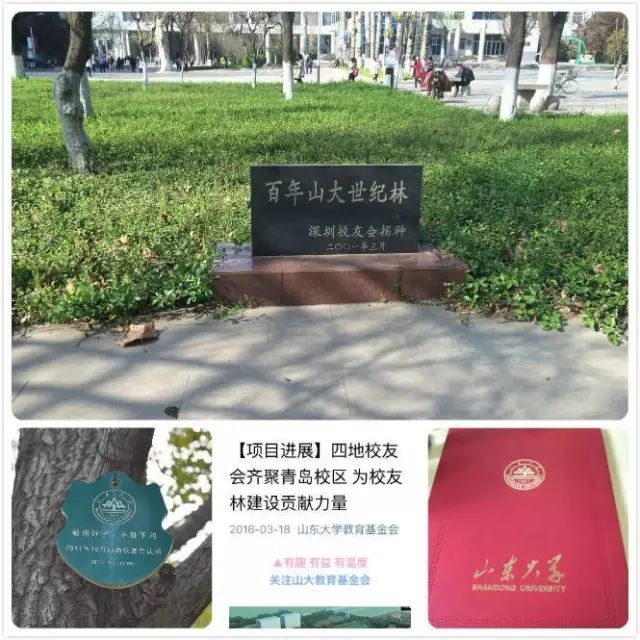 百年山大世纪林
深圳校友会捐种
二〇〇一年三月
敏而好学 不耻下问
【项目进展】四地校友
会齐聚青岛校区 为校友
林建设贡献力量
2016-03-18 山东大学教育基金会
▲有趣 有益 有温度
关注山大教育基金会
山东大学
SHANDONG UNIVERSITY